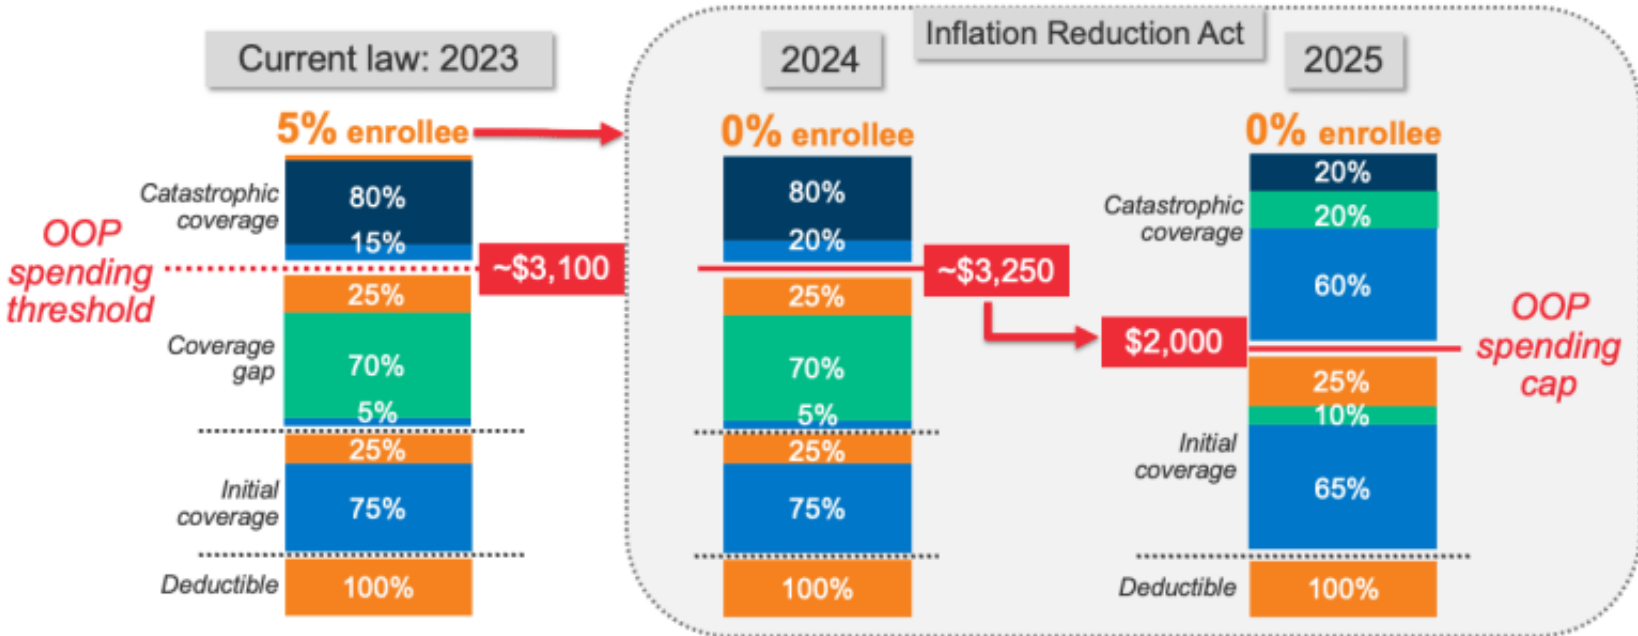 Inflation Reduction Act
Current law: 2023
2024
2025
5% enrollee
0% enrollee
0% enrollee
Catastrophic
coverage
80%
15%
80%
20%
Catastrophic
coverage
20%
20%
60%
OOP
spending
threshold
~$3,100
~$3,250
$2,000
OOP
spending
cap
Coverage
gap
25%
70%
5%
25%
70%
5%
Initial
coverage
25%
75%
25%
75%
Initial
coverage
25%
10%
65%
Deductible
100%
100%
Deductible
100%